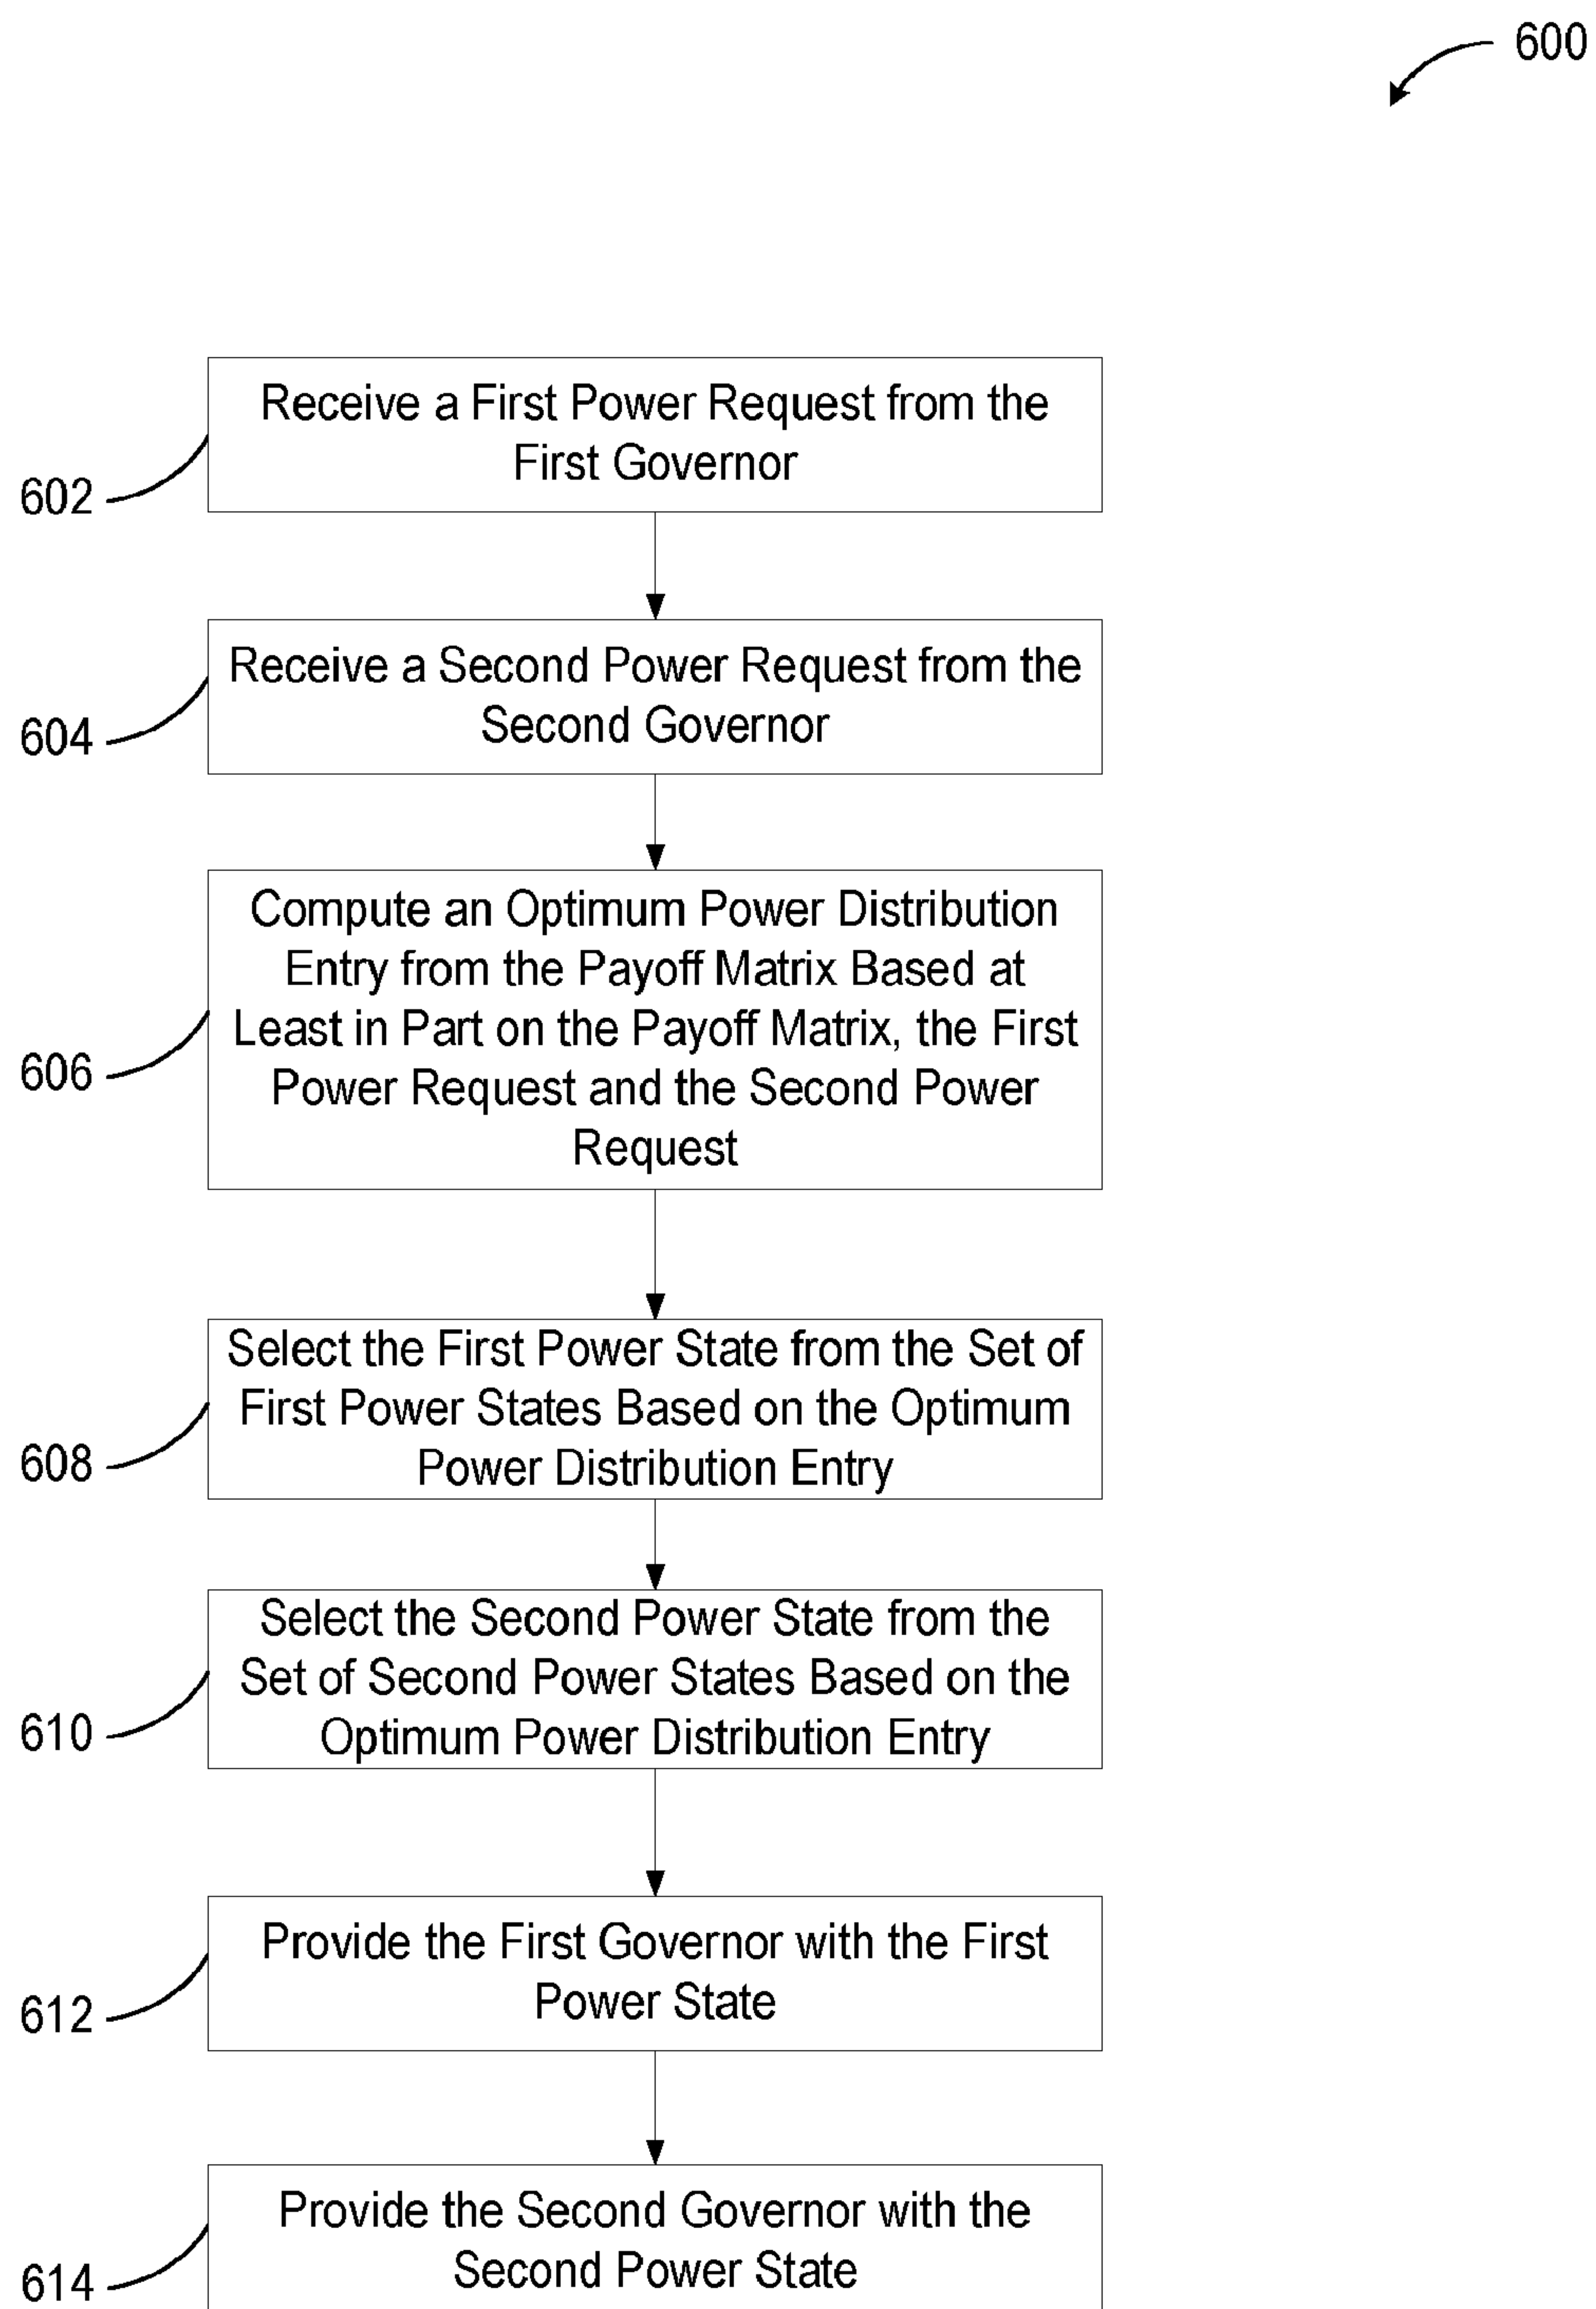 600
Receive a First Power Request from the
First Governor
602
Receive a Second Power Request from the
Second Governor
604
Compute an Optimum Power Distribution
Entry from the Payoff Matrix Based at
Least in Part on the Payoff Matrix, the First
Power Request and the Second Power
Request
606
Select the First Power State from the Set of
First Power States Based on the Optimum
Power Distribution Entry
608
Select the Second Power State from the
Set of Second Power States Based on the
Optimum Power Distribution Entry
610
Provide the First Governor with the First
Power State
612
Provide the Second Governor with the
Second Power State
614